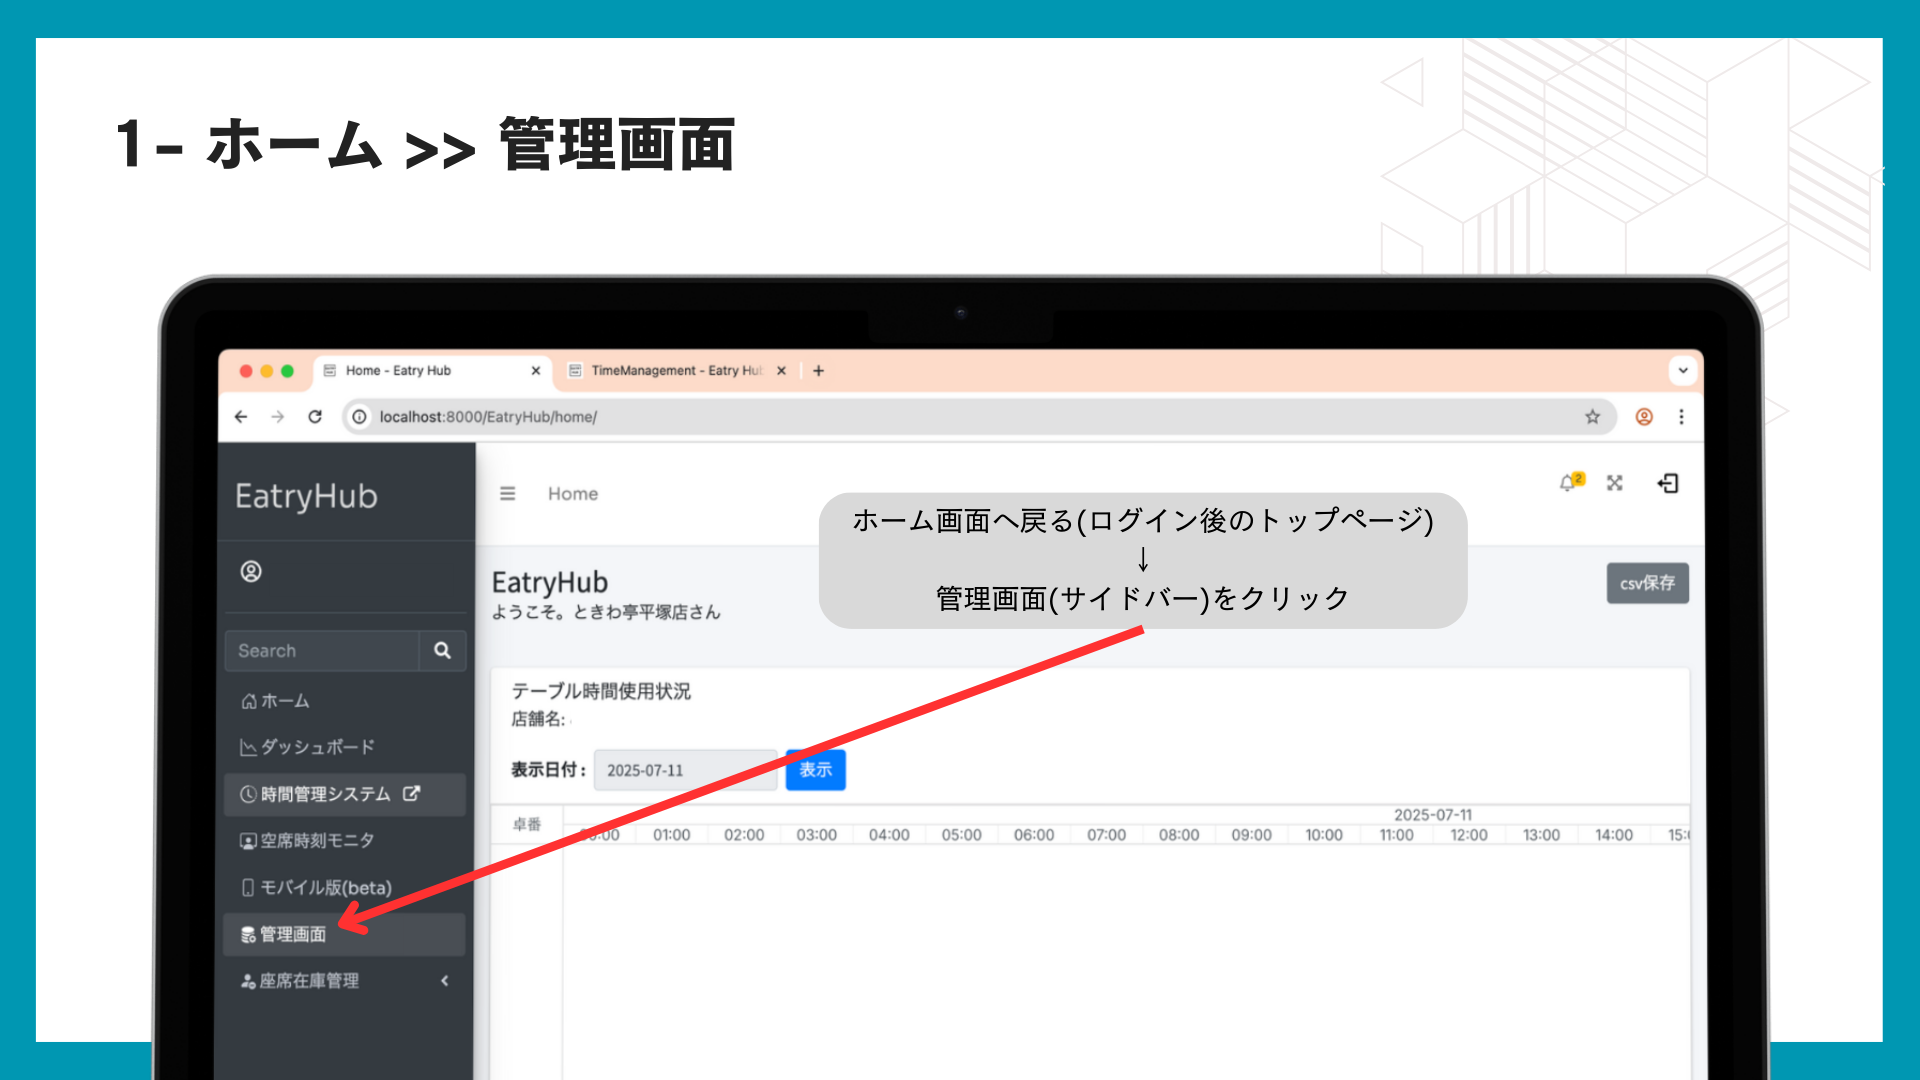 1- ホーム >> 管理画面
Home - Eatry Hub
TimeManagement - Eatry Hu
localhost:8000/EatryHub/home/
EatryHub
Home
2
ホーム画面へ戻る(ログイン後のトップページ)
↓
管理画面(サイドバー)をクリック
EatryHub
ようこそ。ときわ亭平塚店さん
csv保存
Search
ホーム
ダッシュボード
時間管理システム
空席時刻モニタ
モバイル版(beta)
管理画面
座席在庫管理
テーブル時間使用状況
店舗名:
表示日付 : 2025-07-11 表示
2025-07-11
卓番
:00 01:00 02:00 03:00 04:00 05:00 06:00 07:00 08:00 09:00 10:00 11:00 12:00 13:00 14:00 15: